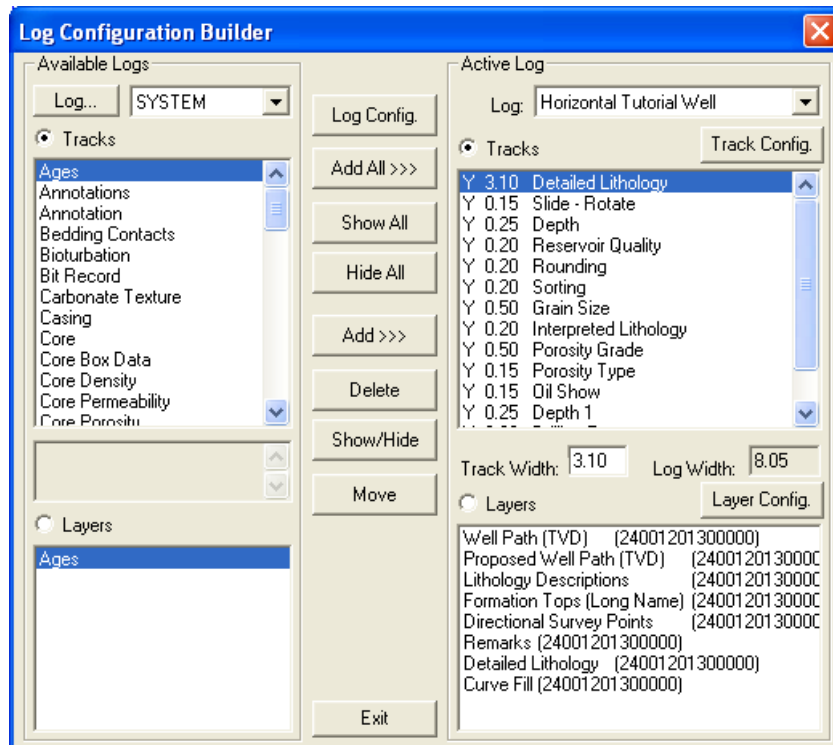 Log Configuration Builder
Available Logs
Log...
SYSTEM
Tracks
Ages
Annotations
Annotation
Bedding Contacts
Bioturbation
Bit Record
Carbonate Texture
Casing
Core
Core Box Data
Core Density
Core Permeability
Core Porosity
Layers
Ages
Log Config.
Add All >>>
Show All
Hide All
Add >>>
Delete
Show/Hide
Move
Exit
Active Log
Log: Horizontal Tutorial Well
Tracks
Track Config.
Y 3.10 Detailed Lithology
Y 0.15 Slide - Rotate
Y 0.25 Depth
Y 0.20 Reservoir Quality
Y 0.20 Rounding
Y 0.20 Sorting
Y 0.50 Grain Size
Y 0.20 Interpreted Lithology
Y 0.50 Porosity Grade
Y 0.15 Porosity Type
Y 0.15 Oil Show
Y 0.25 Depth 1
Track Width: 3.10 Log Width: 8.05
Layers
Layer Config.
Well Path (TVD) (24001201300000)
Proposed Well Path (TVD) (2400120130000
Lithology Descriptions (2400120130000
Formation Tops (Long Name) (2400120130000
Directional Survey Points (2400120130000
Remarks (24001201300000)
Detailed Lithology (24001201300000)
Curve Fill (24001201300000)